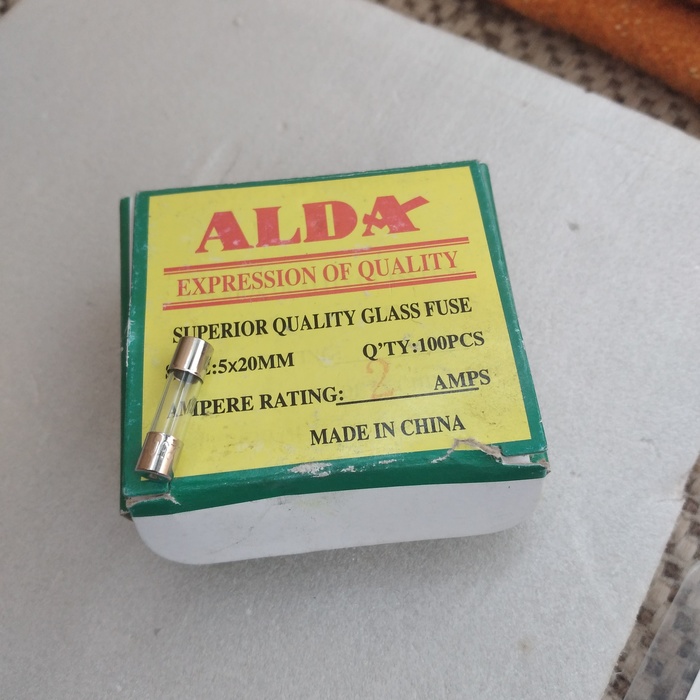 ALDA
EXPRESSION OF QUALITY
SUPERIOR QUALITY GLASS FUSE
:5x20MM Q'TY:100PCS
AMPERE RATING: 2 AMPS
MADE IN CHINA